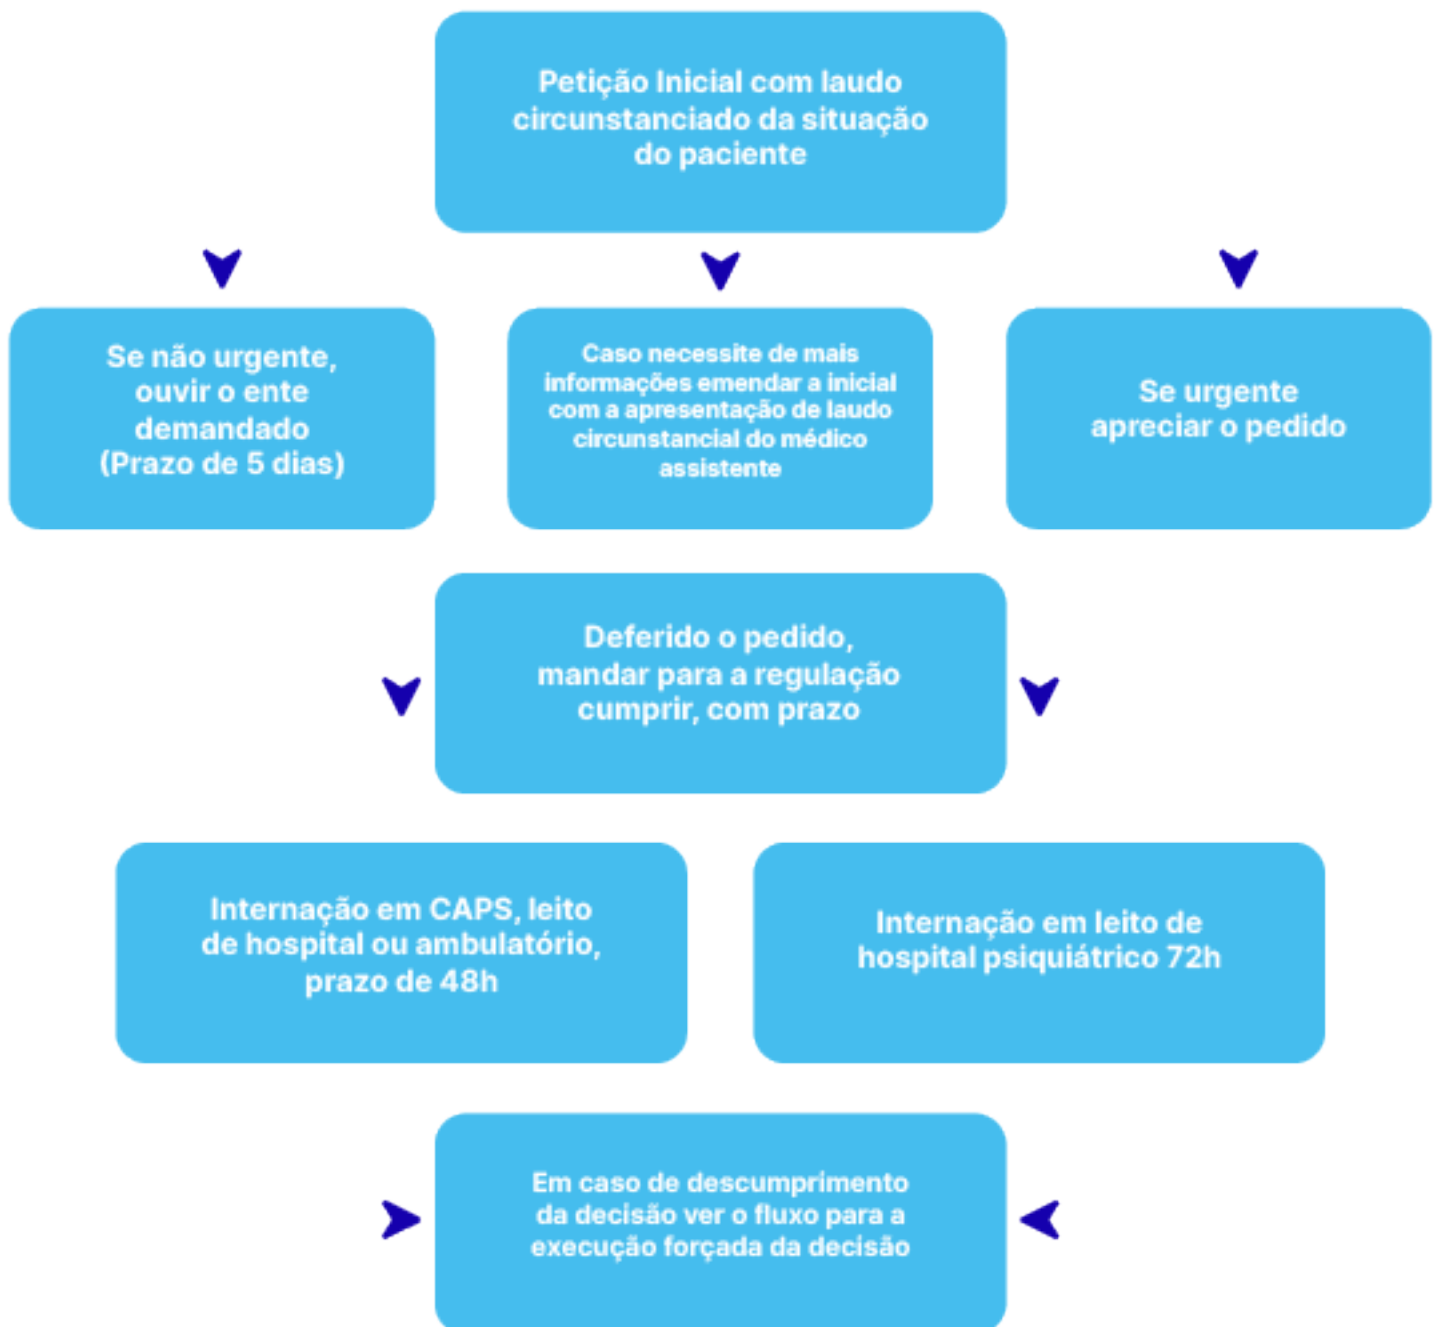 Petição Inicial com laudo
circunstanciado da situação
do paciente
Se não urgente,
ouvir o ente
demandado
(Prazo de 5 dias)
Caso necessite de mais
informações emendar a inicial
com a apresentação de laudo
circunstancial do médico
assistente
Se urgente
apreciar o pedido
Deferido o pedido,
mandar para a regulação
cumprir, com prazo
Internação em CAPS, leito
de hospital ou ambulatório,
prazo de 48h
Internação em leito de
hospital psiquiátrico 72h
Em caso de descumprimento
da decisão ver o fluxo para a
execução forçada da decisão